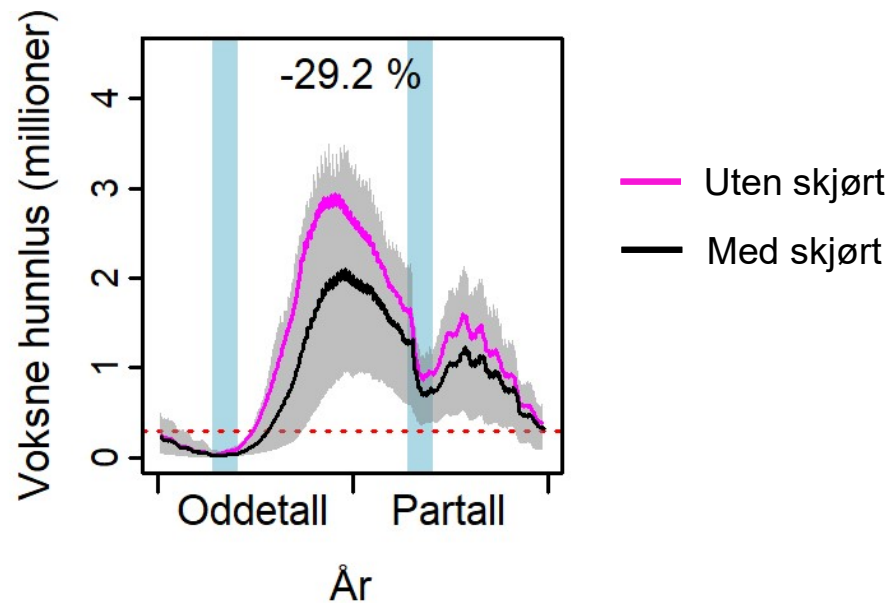 -29.2 %
Voksne hunnlus (millioner)
4
3
2
1
0
Uten skjørt
Med skjørt
Oddetall
Partall
År